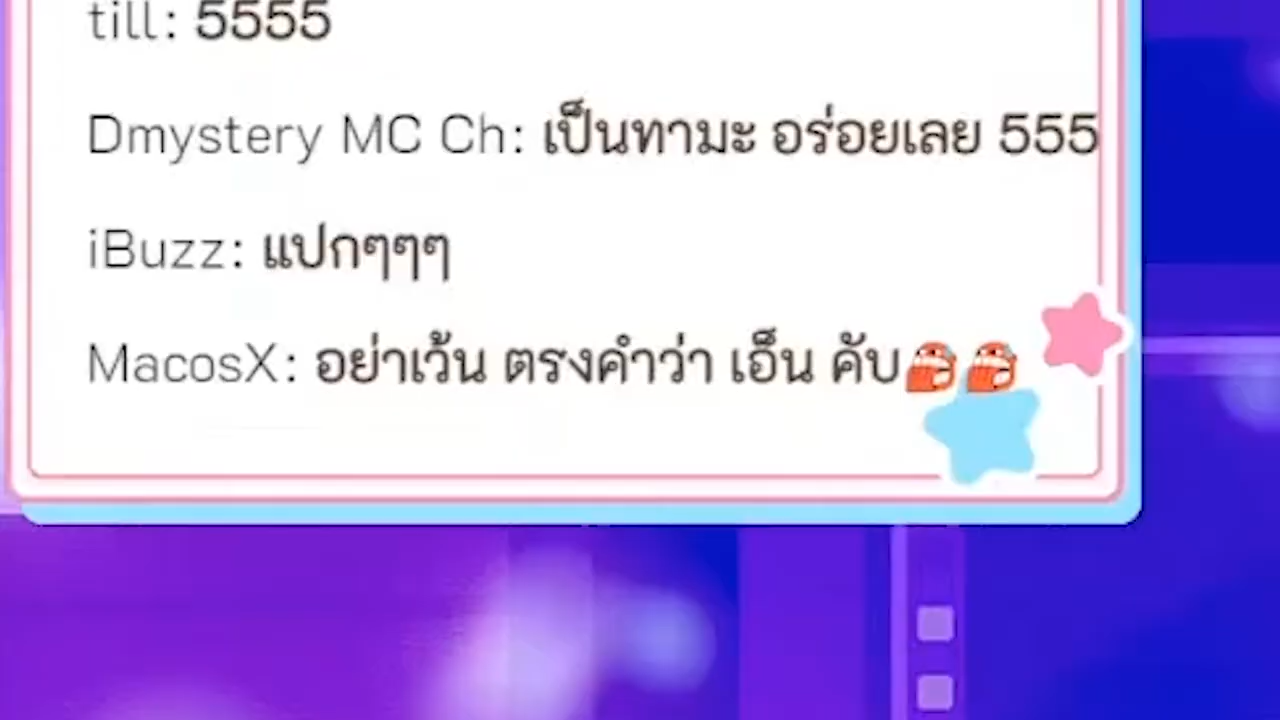 till: 5555
Dmystery MC Ch: เป็นทามะ อร่อยเลย 555
iBuzz: แปกๆๆๆ
MacosX: อย่าเว้น ตรงคำว่า เอ็น คับ